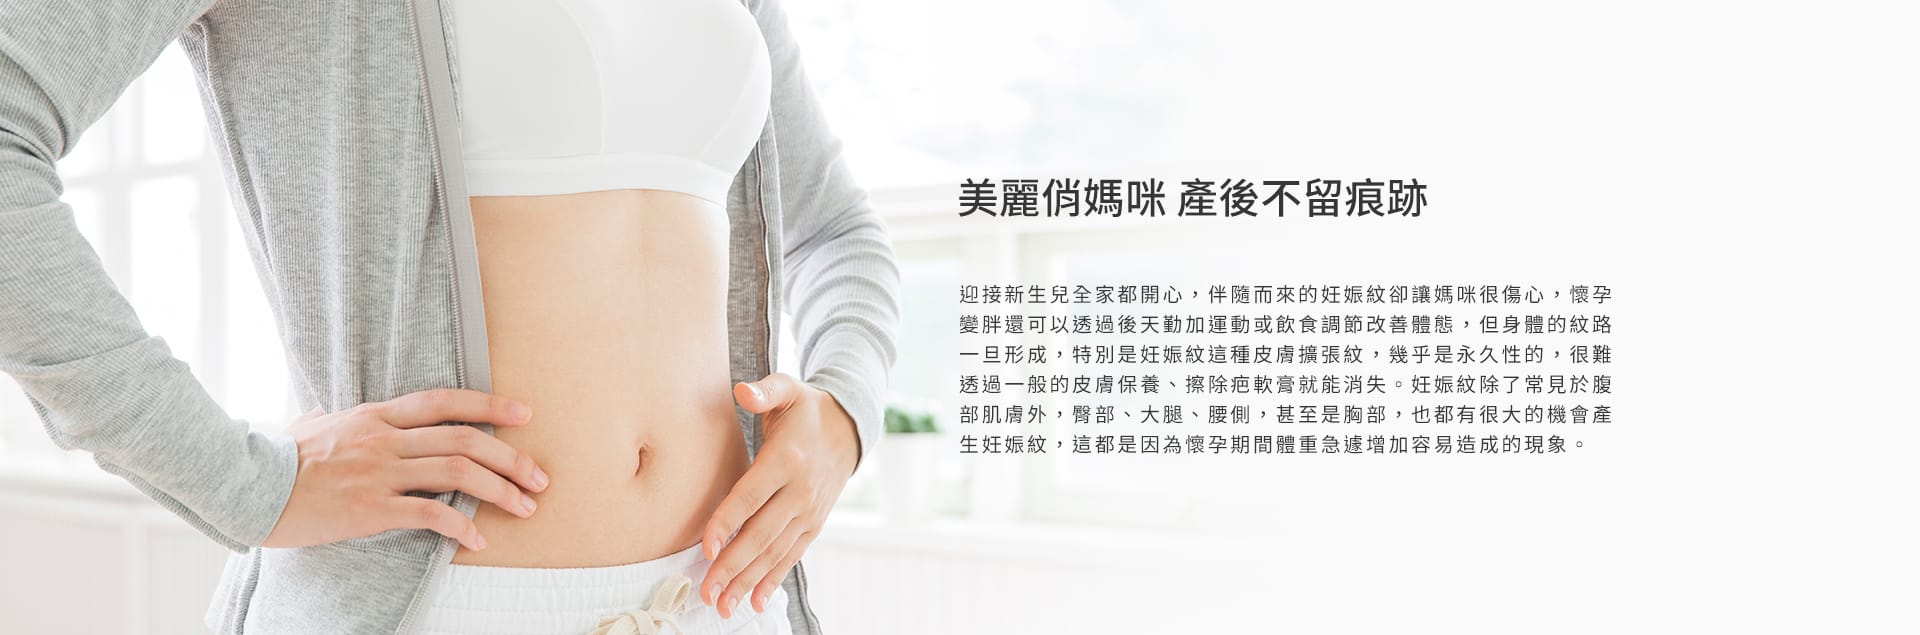 美麗俏媽咪 產後不留痕跡
迎接新生兒全家都開心，伴隨而來的妊娠紋卻讓媽咪很傷心，懷孕
變胖還可以透過後天勤加運動或飲食調節改善體態，但身體的紋路
一旦形成，特別是妊娠紋這種皮膚擴張紋，幾乎是永久性的，很難
透過一般的皮膚保養、擦除疤軟膏就能消失。妊娠紋除了常見於腹
部肌膚外，臀部、大腿、腰側，甚至是胸部，也都有很大的機會產
生妊娠紋，這都是因為懷孕期間體重急遽增加容易造成的現象。